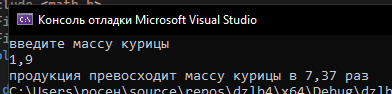 Консоль отладки Microsoft Visual Studio
введите массу курицы
1,9
продукция превосходит массу курицы в 7,37 раз